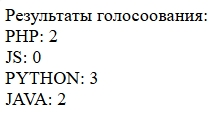 Результаты голосоования:
PHP: 2
JS: 0
PYTHON: 3
JAVA: 2